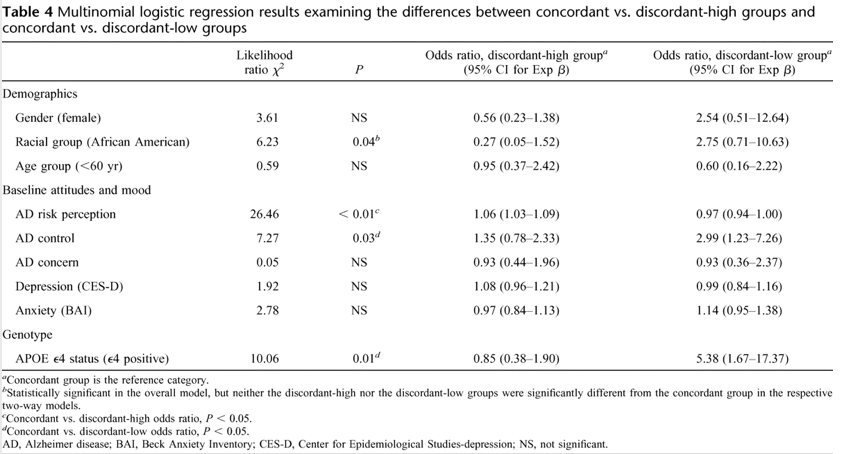 Table 4 Multinomial logistic regression results examining the differences between concordant vs. discordant-high groups and
concordant vs. discordant-low groups
Likelihood ratio χ² P Odds ratio, discordant-high groupᵃ (95% CI for Exp β) Odds ratio, discordant-low groupᵃ (95% CI for Exp β)
Demographics
Gender (female) 3.61 NS 0.56 (0.23–1.38) 2.54 (0.51–12.64)
Racial group (African American) 6.23 0.04ᵇ 0.27 (0.05–1.52) 2.75 (0.71–10.63)
Age group (<60 yr) 0.59 NS 0.95 (0.37–2.42) 0.60 (0.16–2.22)
Baseline attitudes and mood
AD risk perception 26.46 < 0.01ᶜ 1.06 (1.03–1.09) 0.97 (0.94–1.00)
AD control 7.27 0.03ᵈ 1.35 (0.78–2.33) 2.99 (1.23–7.26)
AD concern 0.05 NS 0.93 (0.44–1.96) 0.93 (0.36–2.37)
Depression (CES-D) 1.92 NS 1.08 (0.96–1.21) 0.99 (0.84–1.16)
Anxiety (BAI) 2.78 NS 0.97 (0.84–1.13) 1.14 (0.95–1.38)
Genotype
APOE ϵ4 status (ϵ4 positive) 10.06 0.01ᵈ 0.85 (0.38–1.90) 5.38 (1.67–17.37)
ᵃConcordant group is the reference category.
ᵇStatistically significant in the overall model, but neither the discordant-high nor the discordant-low groups were significantly different from the concordant group in the respective
two-way models.
ᶜConcordant vs. discordant-high odds ratio, P < 0.05.
ᵈConcordant vs. discordant-low odds ratio, P < 0.05.
AD, Alzheimer disease; BAI, Beck Anxiety Inventory; CES-D, Center for Epidemiological Studies-depression; NS, not significant.